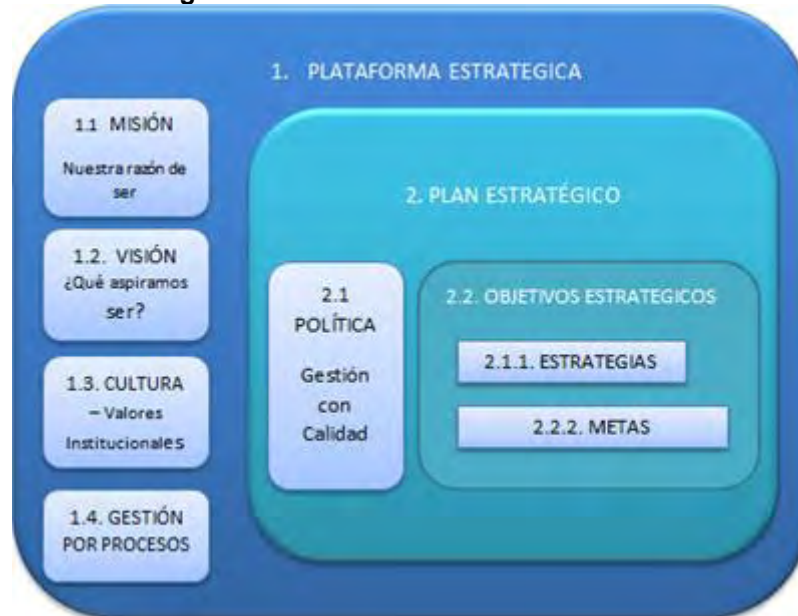 1. PLATAFORMA ESTRATEGICA
1.1 MISIÓN
Nuestra razón de
ser
1.2. VISIÓN
¿Qué aspiramos
ser?
1.3. CULTURA
– Valores
Institucionales
1.4. GESTIÓN
POR PROCESOS
2. PLAN ESTRATÉGICO
2.1
POLÍTICA
Gestión
con
Calidad
2.2. OBJETIVOS ESTRATEGICOS
2.1.1. ESTRATEGIAS
2.2.2. METAS